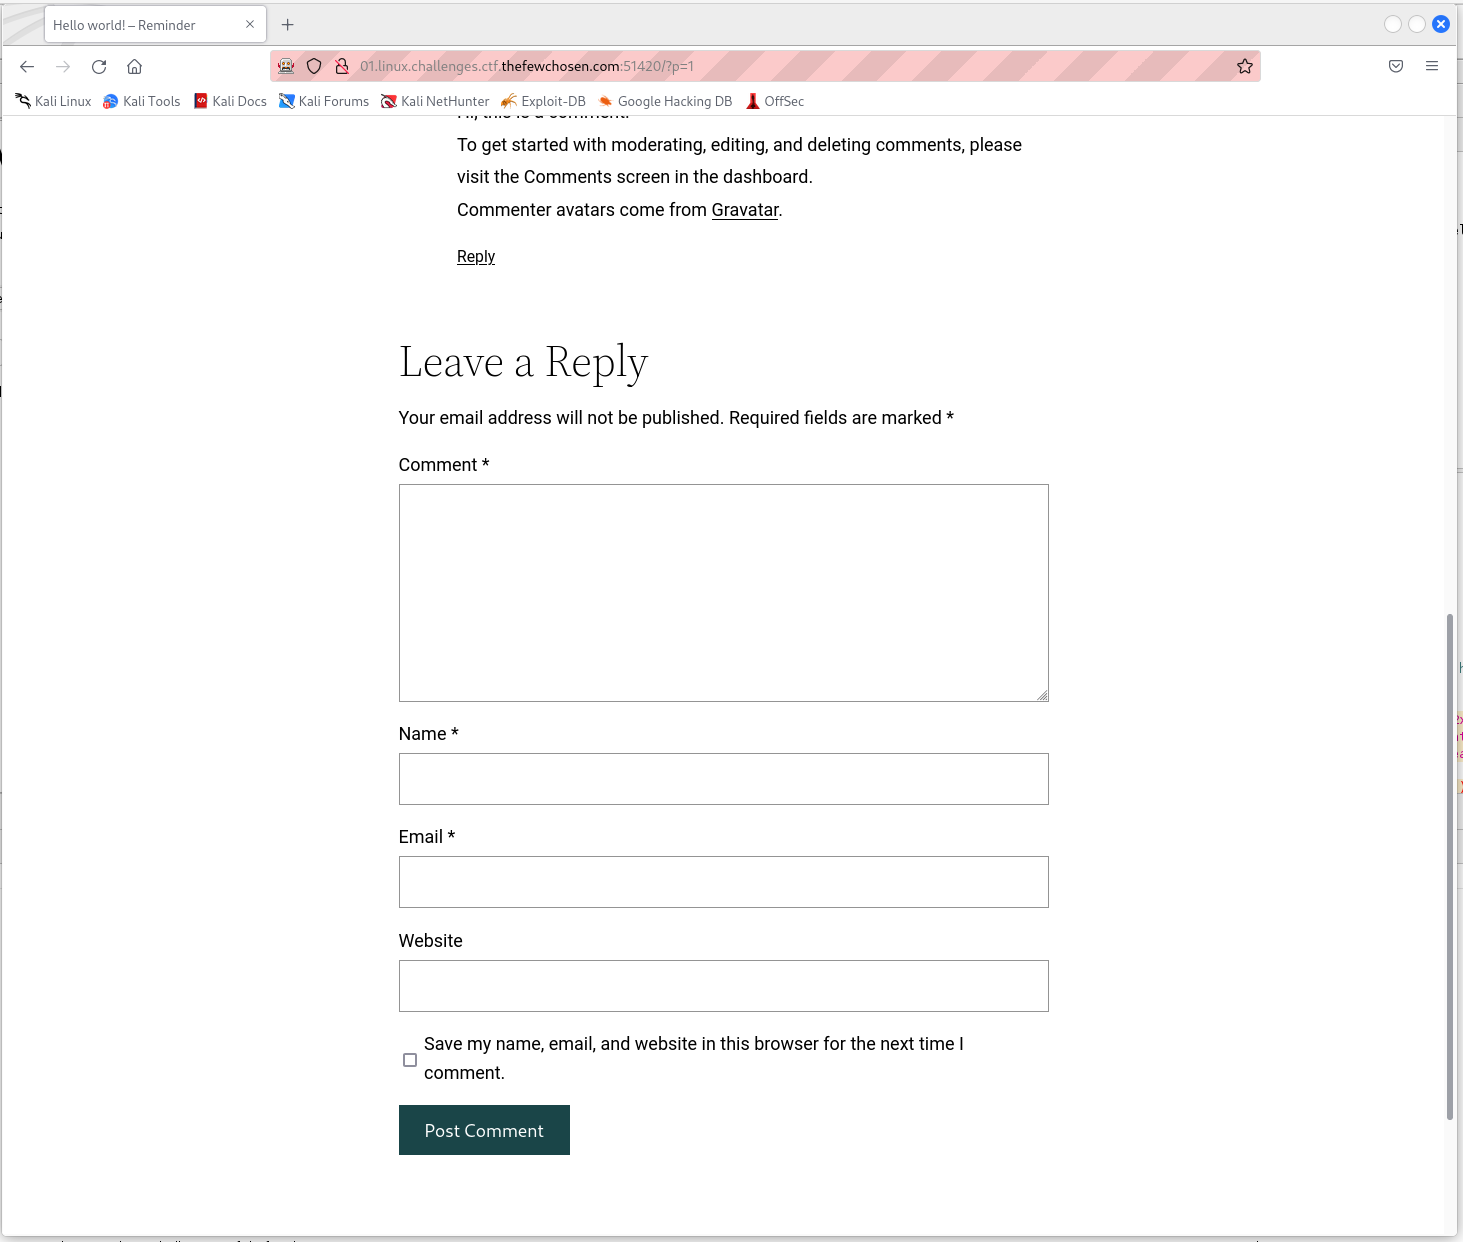 Hello world! – Reminder
01.linux.challenges.ctf.thefewchosen.com:51420/?p=1
Kali Linux Kali Tools Kali Docs Kali Forums Kali NetHunter Exploit-DB Google Hacking DB OffSec
Hi, this is a comment.
To get started with moderating, editing, and deleting comments, please
visit the Comments screen in the dashboard.
Commenter avatars come from Gravatar.
Reply
Leave a Reply
Your email address will not be published. Required fields are marked *
Comment *
Name *
Email *
Website
Save my name, email, and website in this browser for the next time I
comment.
Post Comment